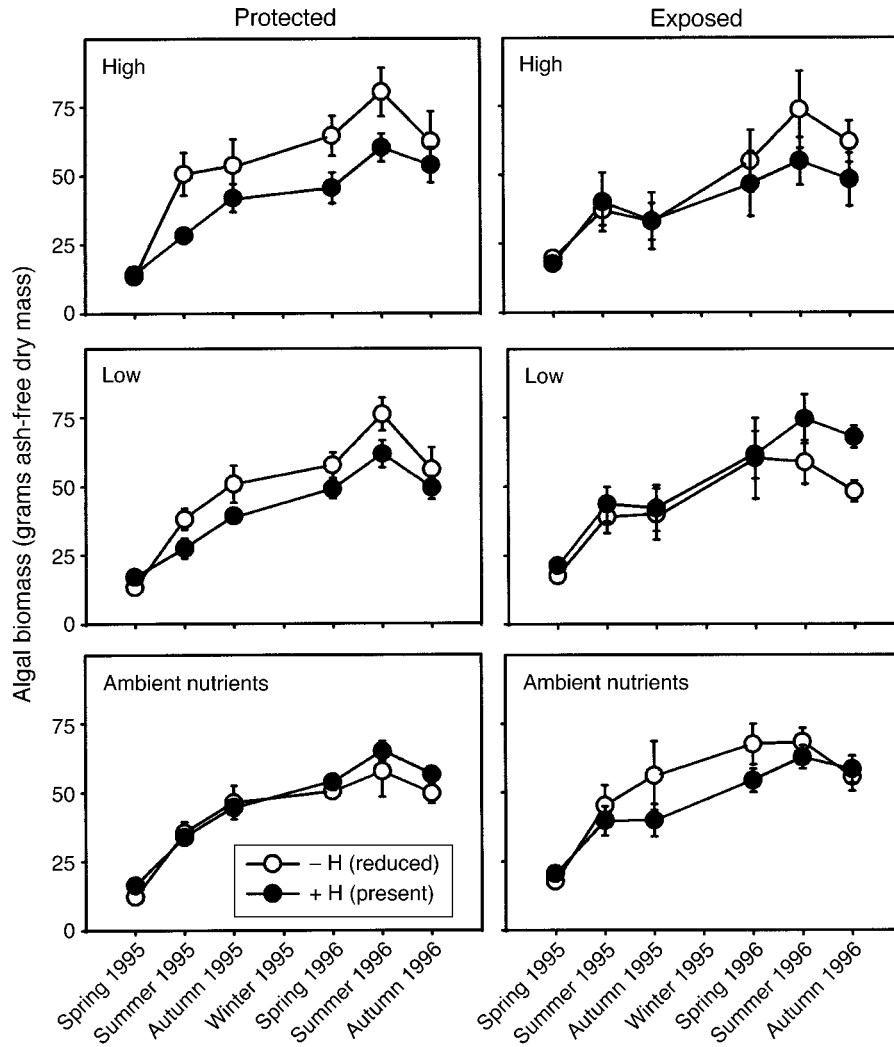 Protected
Exposed
Algal biomass (grams ash-free dry mass)
High
75
50
25
0
High
Low
75
50
25
0
Low
Ambient nutrients
75
50
25
0
– H (reduced)
+ H (present)
Ambient nutrients
Spring 1995
Summer 1995
Autumn 1995
Winter 1995
Spring 1996
Summer 1996
Autumn 1996
Spring 1995
Summer 1995
Autumn 1995
Winter 1995
Spring 1996
Summer 1996
Autumn 1996